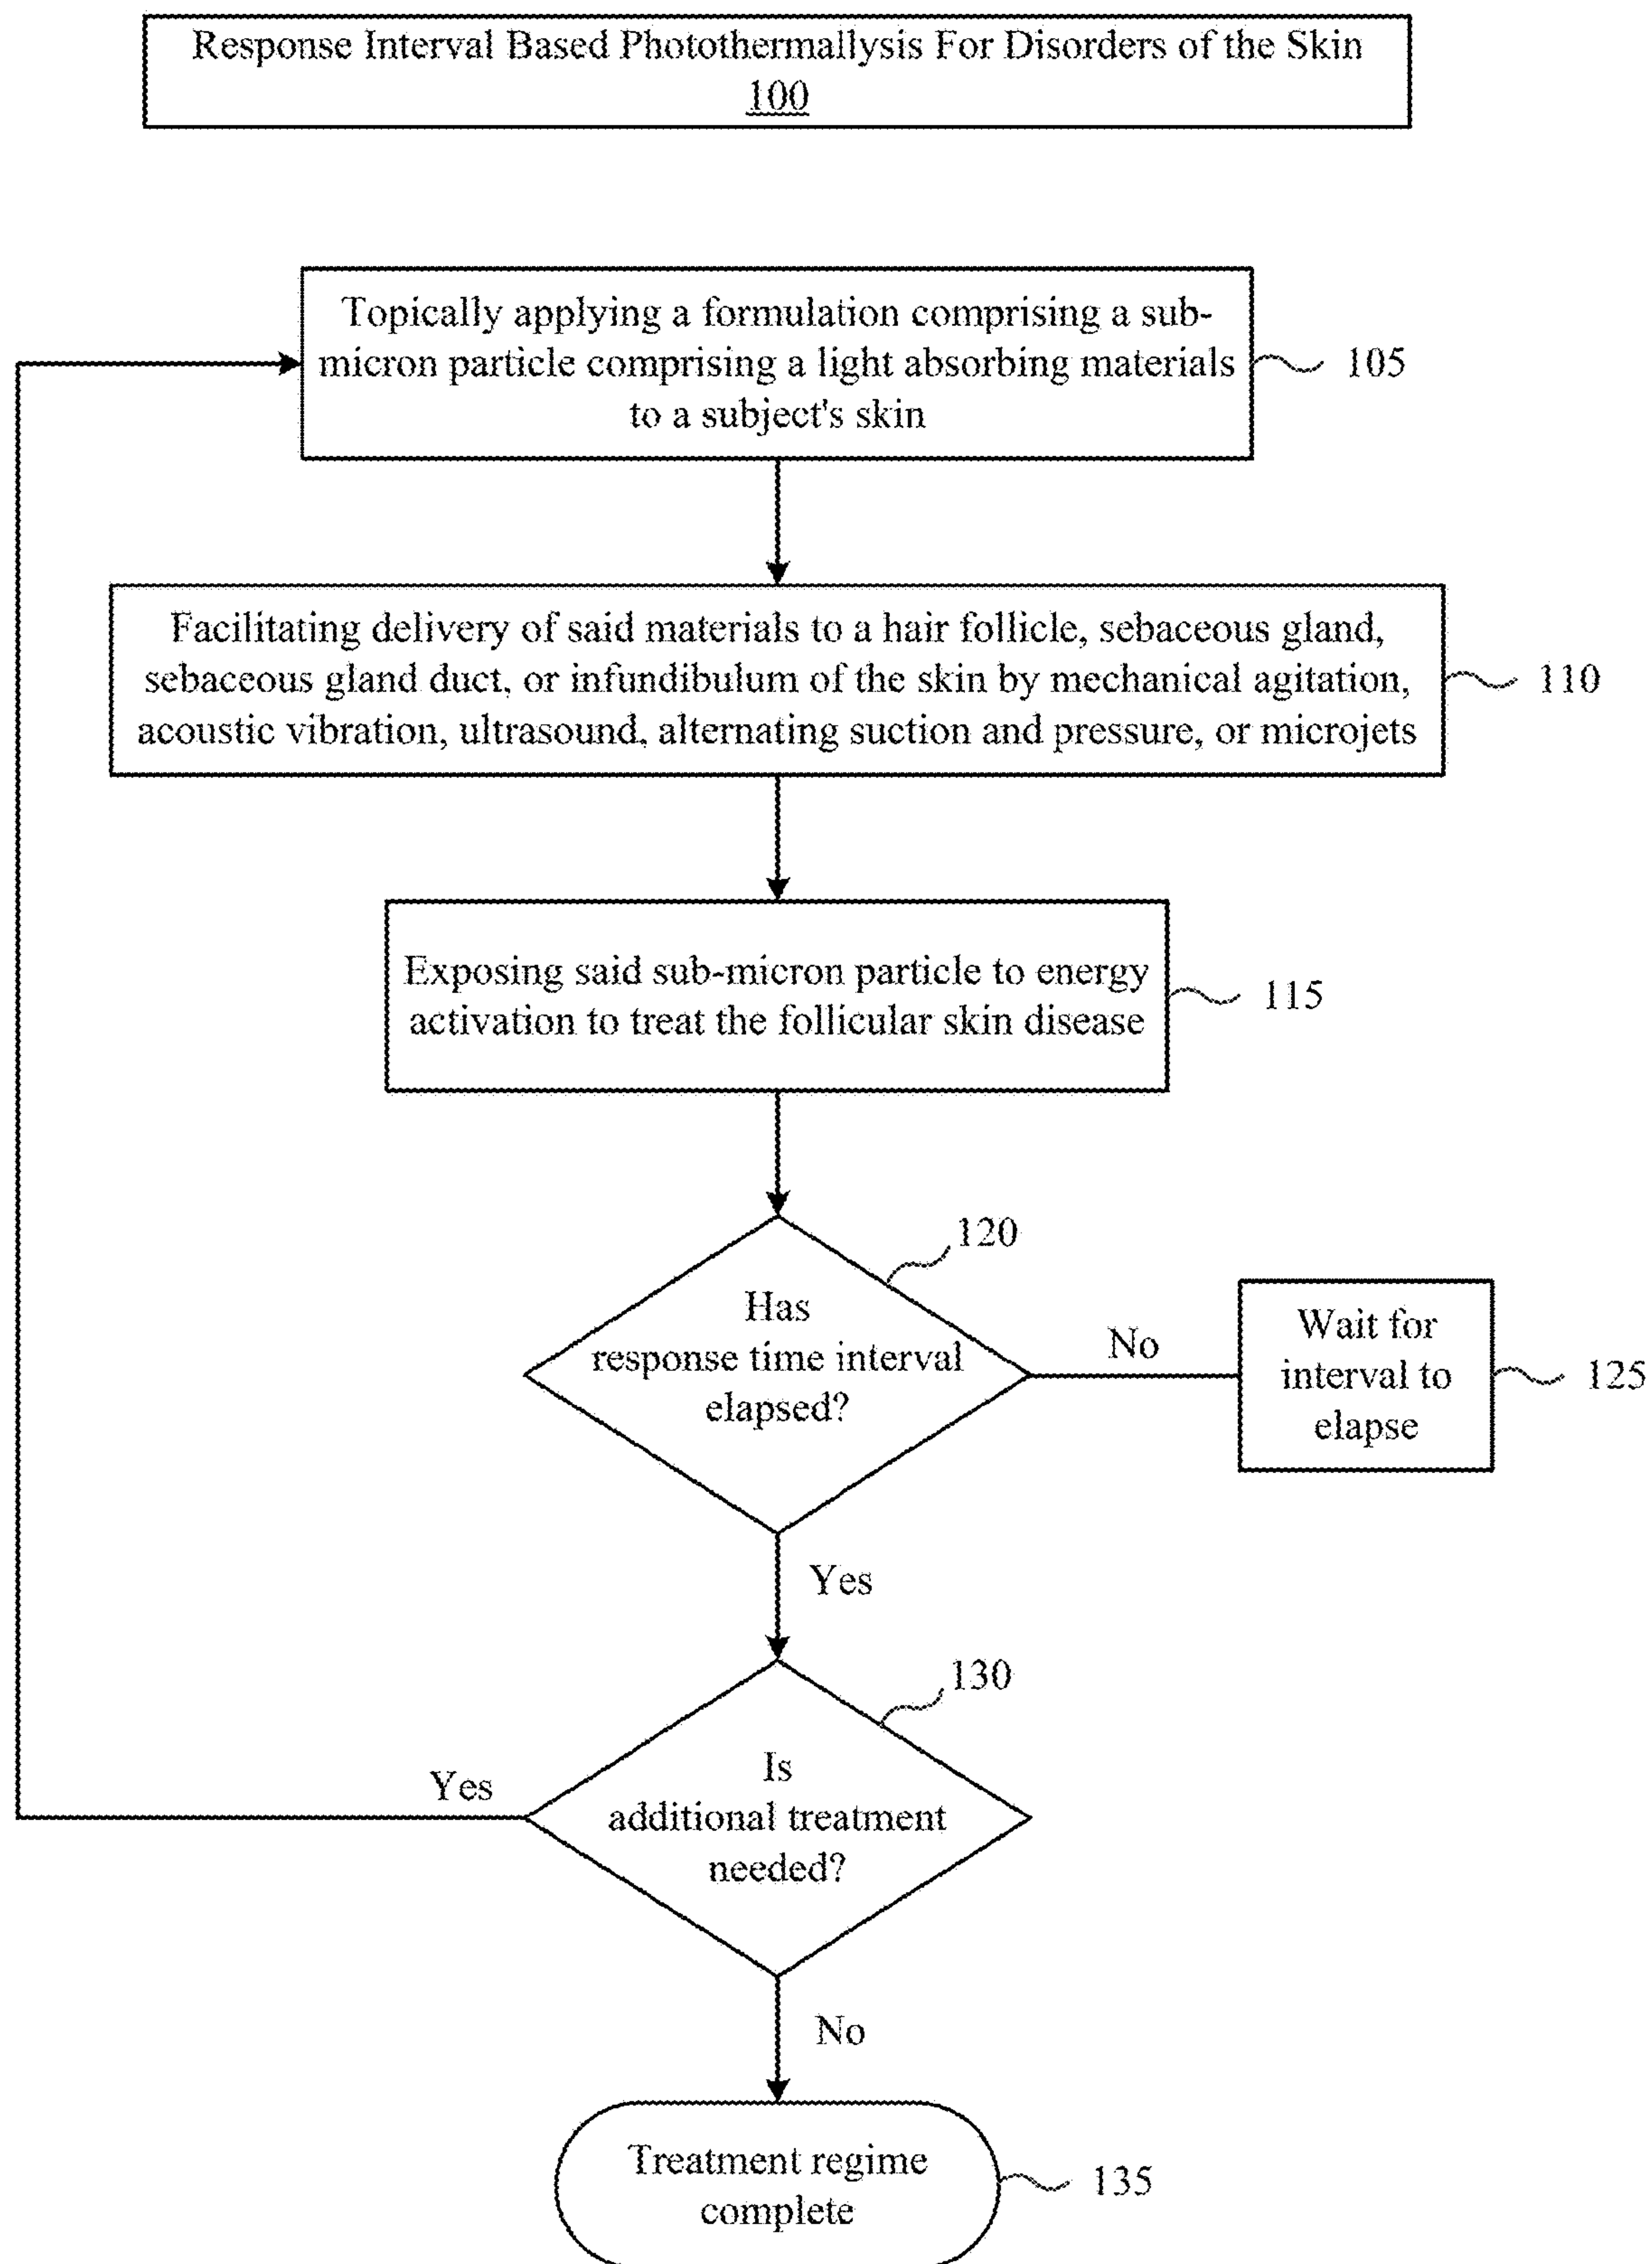 Response Interval Based Photothermallysis For Disorders of the Skin
100
Topically applying a formulation comprising a sub-
micron particle comprising a light absorbing materials
to a subject's skin
105
Facilitating delivery of said materials to a hair follicle, sebaceous gland,
sebaceous gland duct, or infundibulum of the skin by mechanical agitation,
acoustic vibration, ultrasound, alternating suction and pressure, or microjets
110
Exposing said sub-micron particle to energy
activation to treat the follicular skin disease
115
120
Has
response time interval
elapsed?
No
Wait for
interval to
elapse
125
Yes
130
Is
additional treatment
needed?
Yes
No
Treatment regime
complete
135